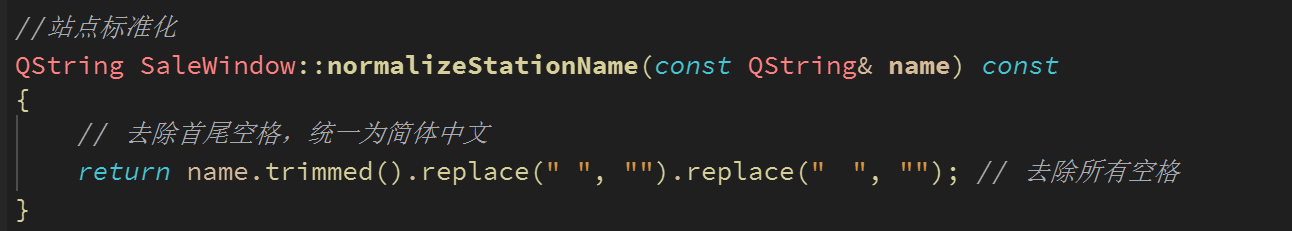 //站点标准化
QString SaleWindow::normalizeStationName(const QString& name) const
{
// 去除首尾空格，统一为简体中文
return name.trimmed().replace(" ", "").replace("　", ""); // 去除所有空格
}